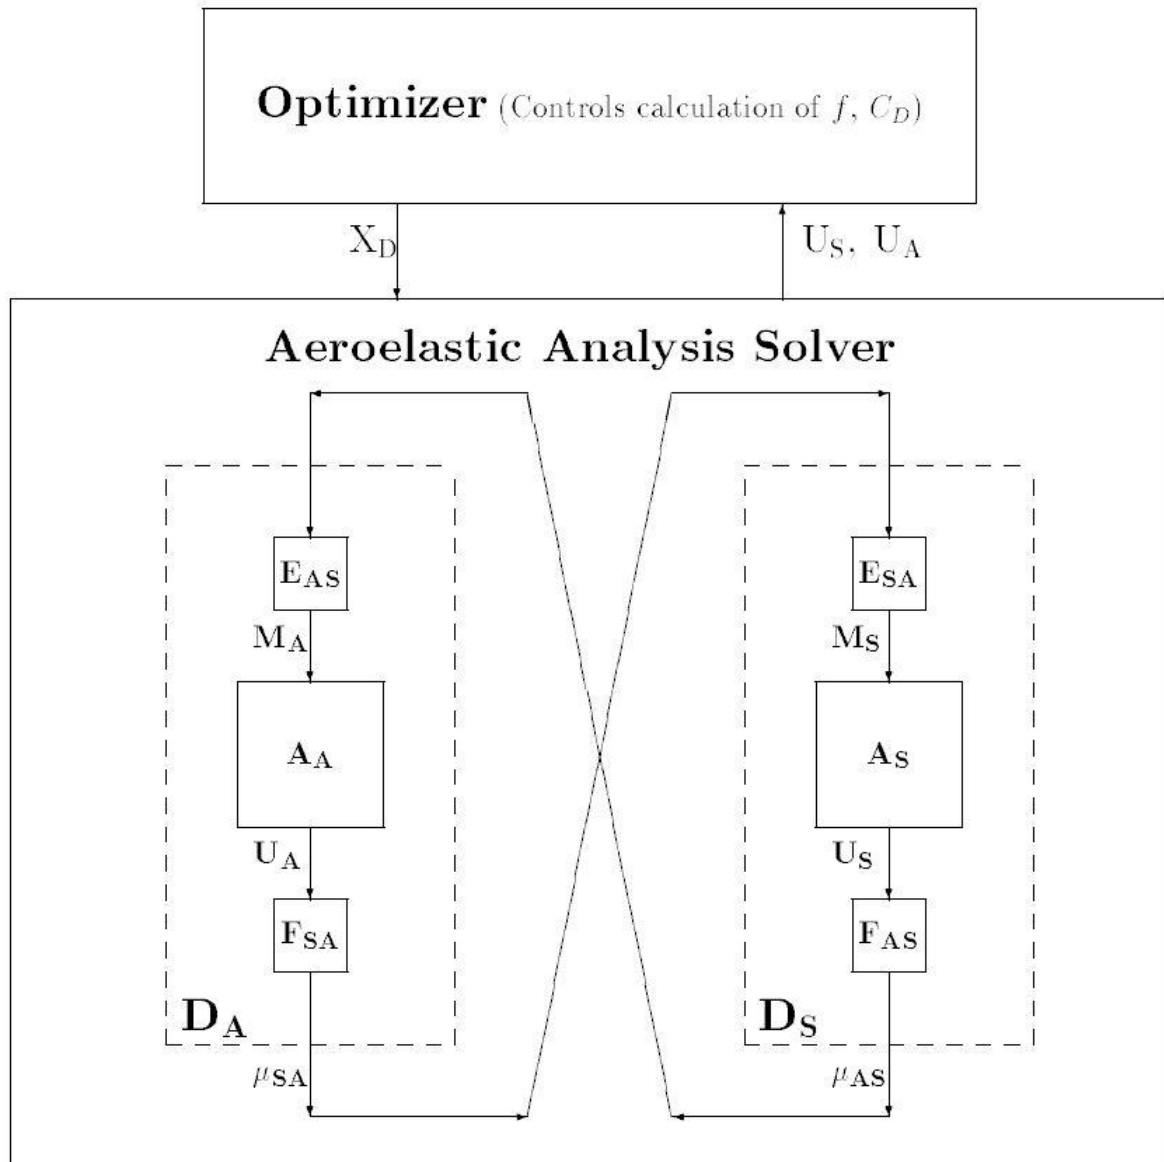 Optimizer (Controls calculation of f, C_D)
X_D
U_S, U_A
Aeroelastic Analysis Solver
E_AS
E_SA
M_A
M_S
A_A
A_S
U_A
U_S
F_SA
F_AS
D_A
D_S
μ_SA
μ_AS